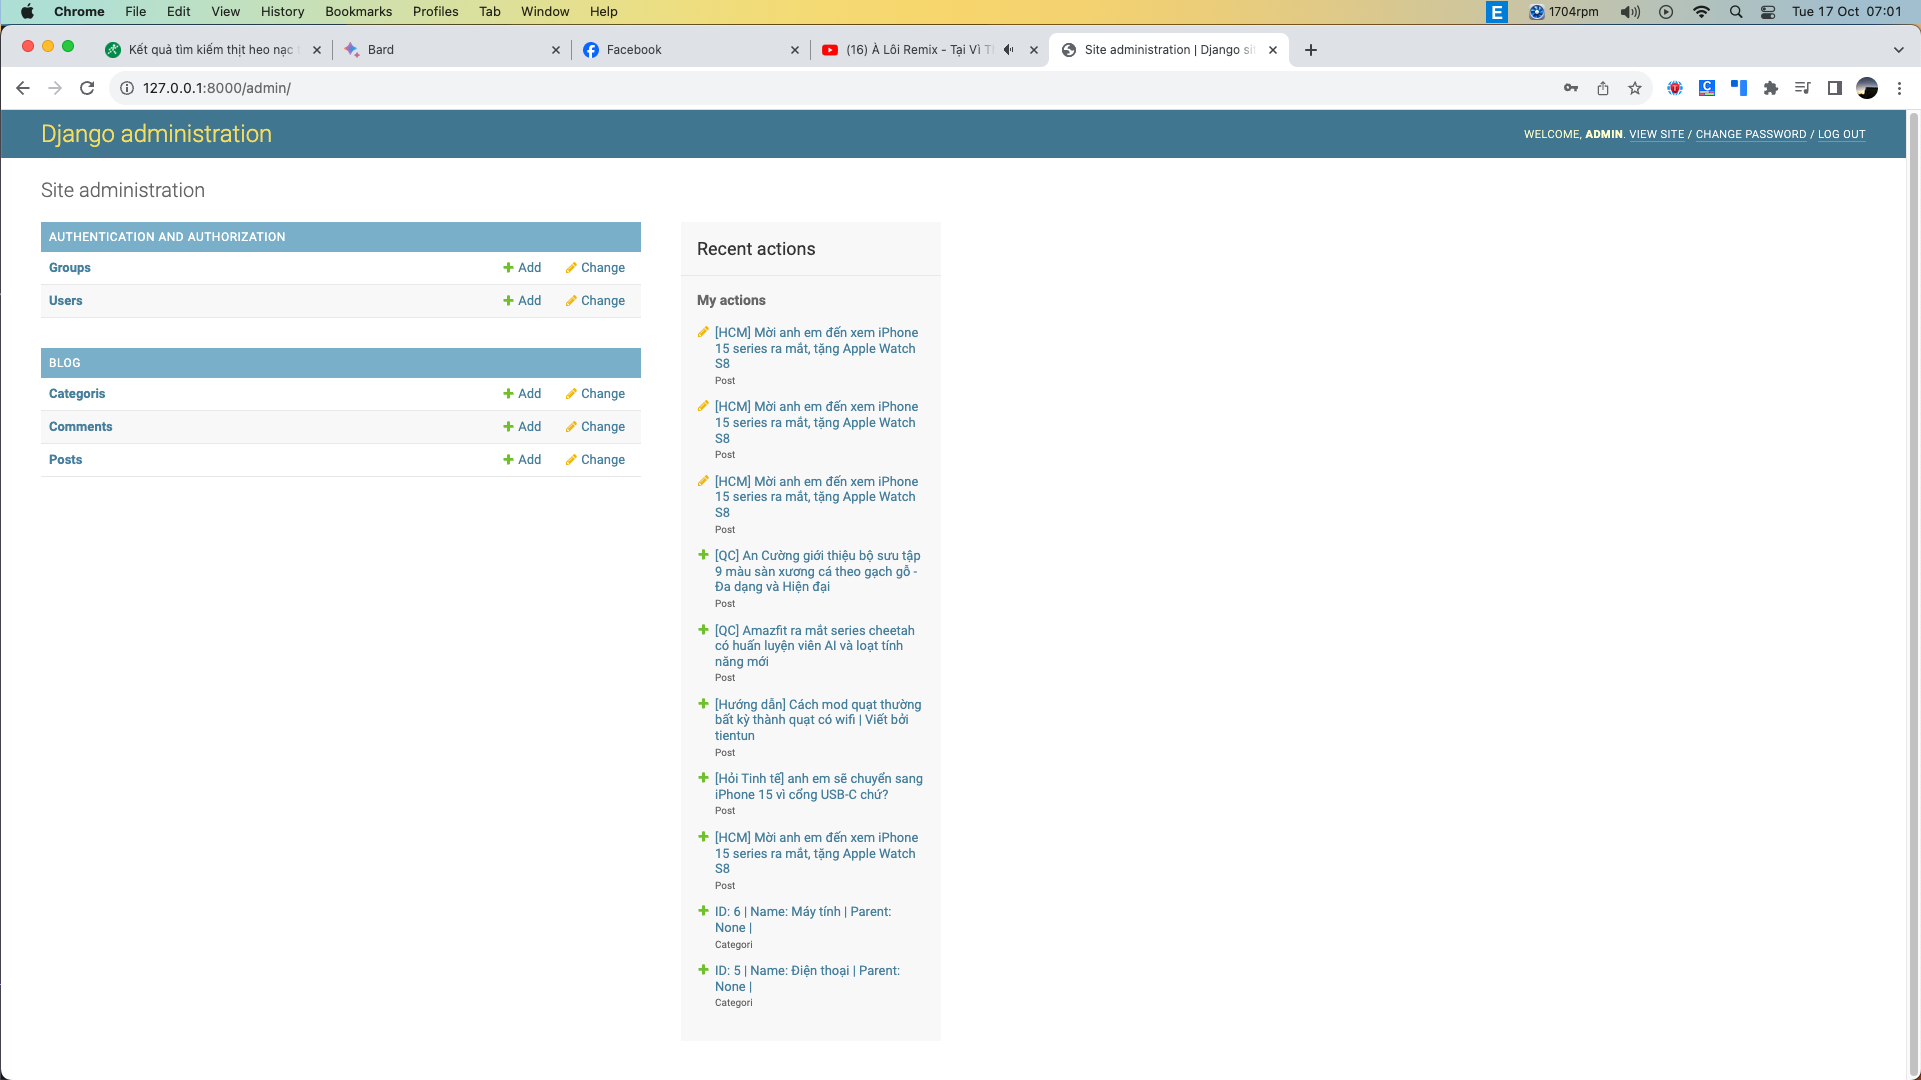 Chrome File Edit View History Bookmarks Profiles Tab Window Help E 1704rpm Tue 17 Oct 07:01
Kết quả tìm kiếm thịt heo nạc Bard Facebook (16) À Lôi Remix - Tại Vì Site administration | Django si
127.0.0.1:8000/admin/
Django administration
WELCOME, ADMIN. VIEW SITE / CHANGE PASSWORD / LOG OUT
Site administration
AUTHENTICATION AND AUTHORIZATION
Groups Add Change
Users Add Change
BLOG
Categoris Add Change
Comments Add Change
Posts Add Change
Recent actions
My actions
[HCM] Mời anh em đến xem iPhone
15 series ra mắt, tặng Apple Watch
S8
Post
[HCM] Mời anh em đến xem iPhone
15 series ra mắt, tặng Apple Watch
S8
Post
[HCM] Mời anh em đến xem iPhone
15 series ra mắt, tặng Apple Watch
S8
Post
[QC] An Cường giới thiệu bộ sưu tập
9 màu sàn xương cá theo gạch gỗ -
Đa dạng và Hiện đại
Post
[QC] Amazfit ra mắt series cheetah
có huấn luyện viên AI và loạt tính
năng mới
Post
[Hướng dẫn] Cách mod quạt thường
bất kỳ thành quạt có wifi | Viết bởi
tientun
Post
[Hỏi Tinh tế] anh em sẽ chuyển sang
iPhone 15 vì cổng USB-C chứ?
Post
[HCM] Mời anh em đến xem iPhone
15 series ra mắt, tặng Apple Watch
S8
Post
ID: 6 | Name: Máy tính | Parent:
None |
Categori
ID: 5 | Name: Điện thoại | Parent:
None |
Categori